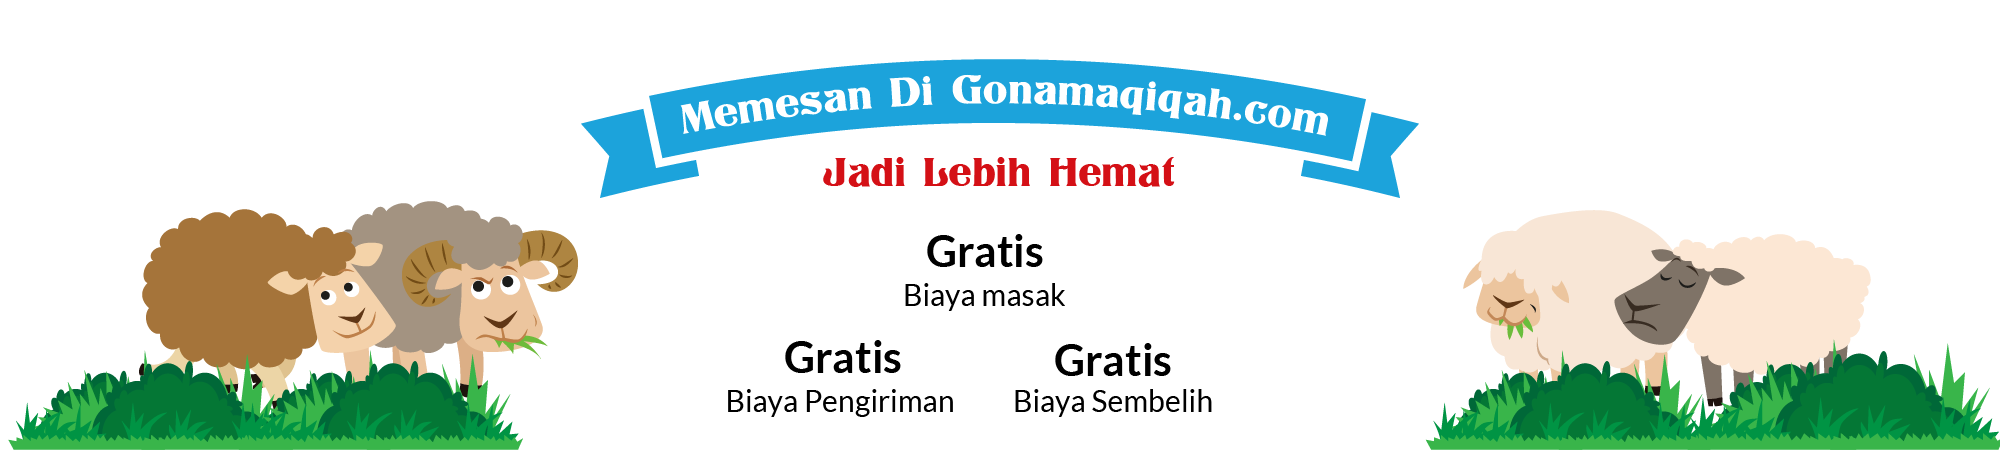 Memesan Di Gonamaqiqah.com
Jadi Lebih Hemat
Gratis
Biaya masak
Gratis
Biaya Pengiriman
Gratis
Biaya Sembelih